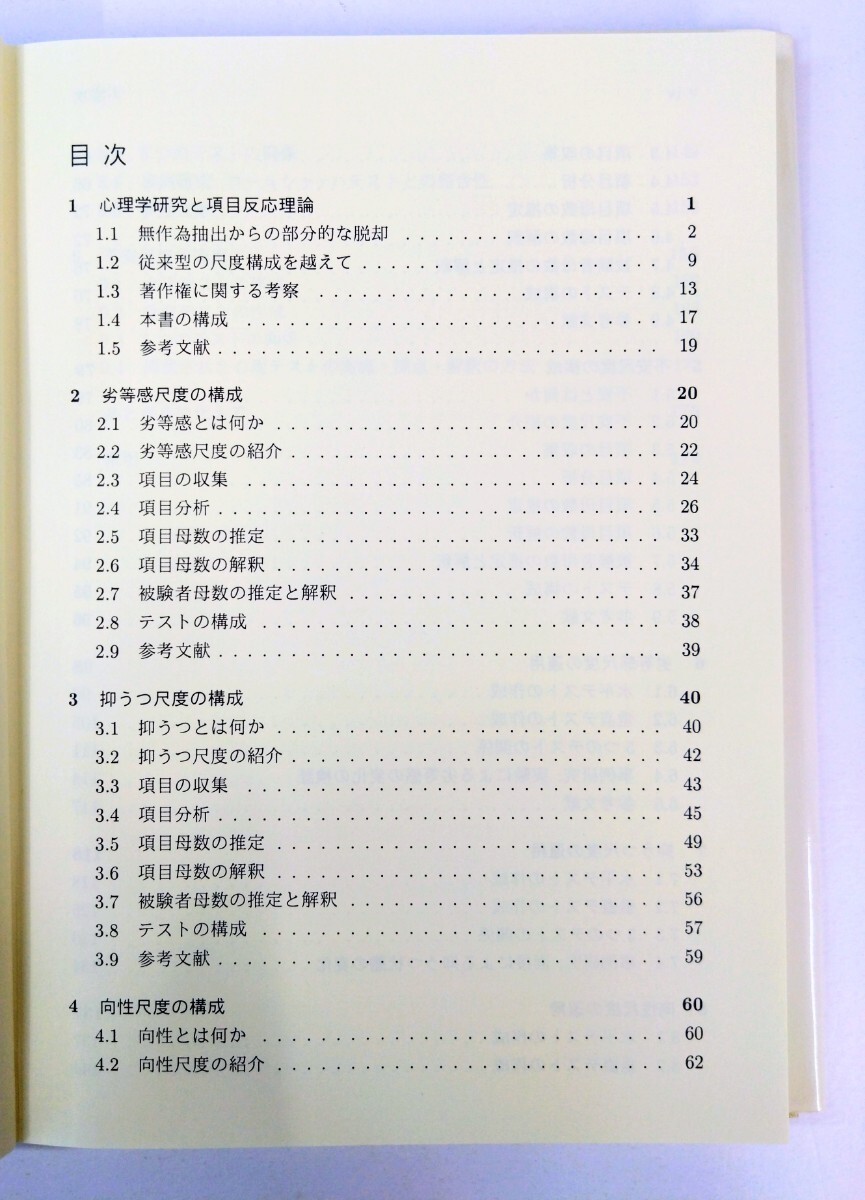 目 次
1 心理学研究と項目反応理論 1
1.1 無作為抽出からの部分的な脱却 . . . . . . . . . . . . . . . . 2
1.2 従来型の尺度構成を越えて . . . . . . . . . . . . . . . . . . 9
1.3 著作権に関する考察 . . . . . . . . . . . . . . . . . . . . 13
1.4 本書の構成 . . . . . . . . . . . . . . . . . . . . . . . . 17
1.5 参考文献 . . . . . . . . . . . . . . . . . . . . . . . . . 19
2 劣等感尺度の構成 20
2.1 劣等感とは何か . . . . . . . . . . . . . . . . . . . . . . 20
2.2 劣等感尺度の紹介 . . . . . . . . . . . . . . . . . . . . . 22
2.3 項目の収集 . . . . . . . . . . . . . . . . . . . . . . . . 24
2.4 項目分析 . . . . . . . . . . . . . . . . . . . . . . . . . 26
2.5 項目母数の推定 . . . . . . . . . . . . . . . . . . . . . . 33
2.6 項目母数の解釈 . . . . . . . . . . . . . . . . . . . . . . 34
2.7 被験者母数の推定と解釈 . . . . . . . . . . . . . . . . . . 37
2.8 テストの構成 . . . . . . . . . . . . . . . . . . . . . . . 38
2.9 参考文献 . . . . . . . . . . . . . . . . . . . . . . . . . 39
3 抑うつ尺度の構成 40
3.1 抑うつとは何か . . . . . . . . . . . . . . . . . . . . . . 40
3.2 抑うつ尺度の紹介 . . . . . . . . . . . . . . . . . . . . . 42
3.3 項目の収集 . . . . . . . . . . . . . . . . . . . . . . . . 43
3.4 項目分析 . . . . . . . . . . . . . . . . . . . . . . . . . 45
3.5 項目母数の推定 . . . . . . . . . . . . . . . . . . . . . . 49
3.6 項目母数の解釈 . . . . . . . . . . . . . . . . . . . . . . 53
3.7 被験者母数の推定と解釈 . . . . . . . . . . . . . . . . . . 56
3.8 テストの構成 . . . . . . . . . . . . . . . . . . . . . . . 57
3.9 参考文献 . . . . . . . . . . . . . . . . . . . . . . . . . 59
4 向性尺度の構成 60
4.1 向性とは何か . . . . . . . . . . . . . . . . . . . . . . . 60
4.2 向性尺度の紹介 . . . . . . . . . . . . . . . . . . . . . . 62